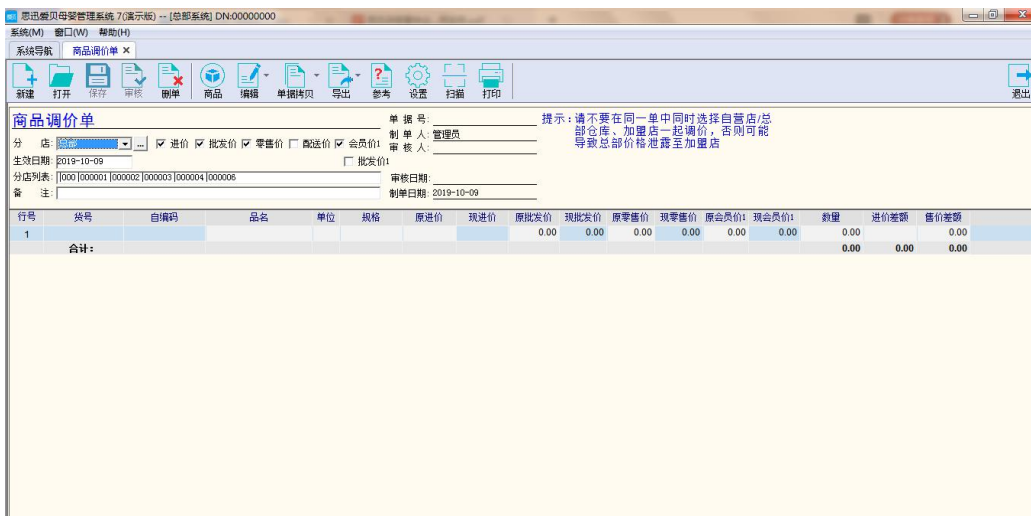 思迅爱贝母婴管理系统 7(演示版) -- [总部系统] DN:00000000
系统(M) 窗口(W) 帮助(H)
系统导航 商品调价单 ×
新建 打开 保存 审核 删单 商品 编辑 单据拷贝 导出 参考 设置 扫描 打印 退出
商品调价单
单 据 号:
提示:请不要在同一单中同时选择自营店/总
制 单 人: 管理员
部仓库、加盟店一起调价,否则可能
分 店: 总部 ... 进价 批发价 零售价 配送价 会员价1
审 核 人:
导致总部价格泄露至加盟店
生效日期: 2019-10-09 批发价1
分店列表: |000|000001|000002|000003|000004|000006
审核日期:
备 注:
制单日期: 2019-10-09
行号 货号 自编码 品名 单位 规格 原进价 现进价 原批发价 现批发价 原零售价 现零售价 原会员价1 现会员价1 数量 进价差额 售价差额
1 0.00 0.00 0.00 0.00 0.00 0.00 0.00 0.00
合计: 0.00 0.00 0.00